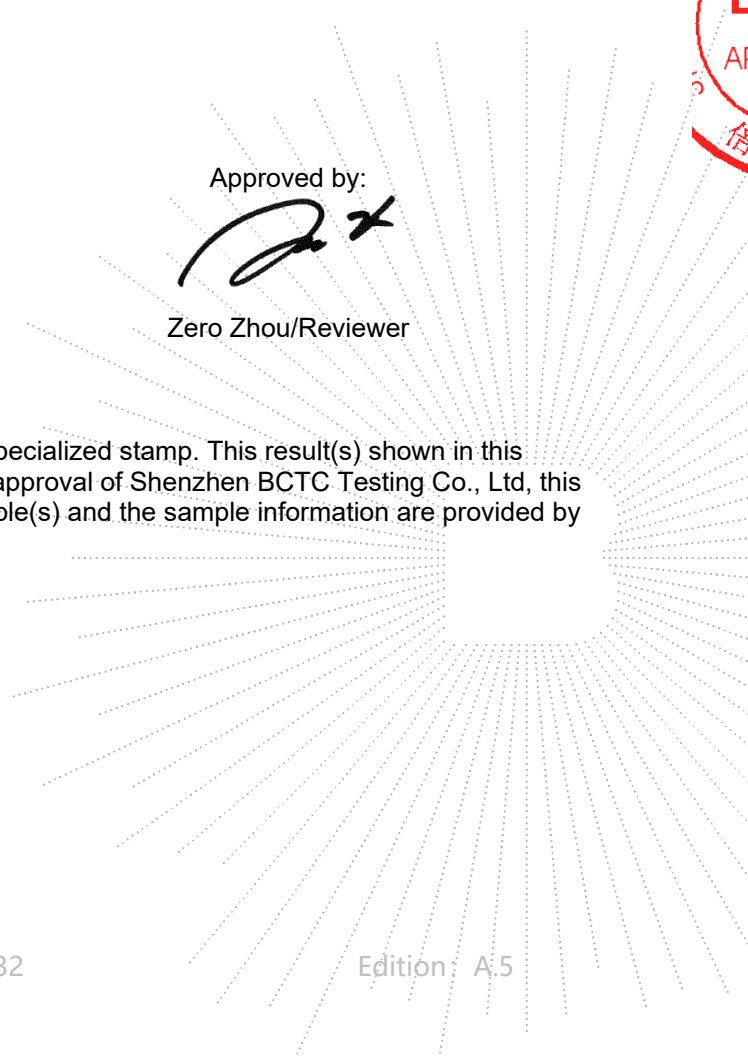 Approved by:
Zero Zhou/Reviewer
specialized stamp. This result(s) shown in this
approval of Shenzhen BCTC Testing Co., Ltd, this
ple(s) and the sample information are provided by
32
Edition：A.5